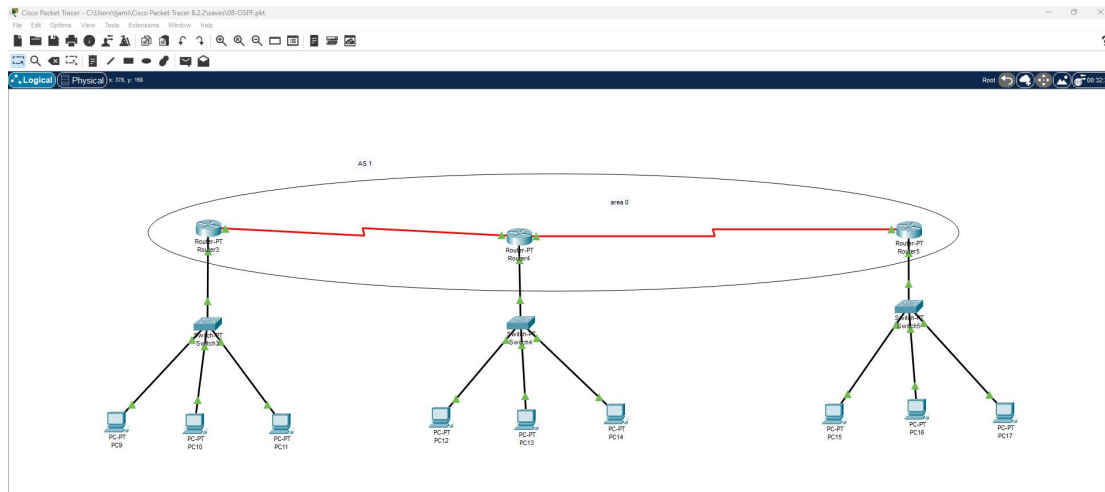 Cisco Packet Tracer - C:\Users\tjami\Cisco Packet Tracer 8.2.2\saves\08-OSPF.pkt
File Edit Options View Tools Extensions Window Help
Logical Physical x: 378, y: 168
Root 00:32:
AS 1
area 0
Router-PT
Router3
Router-PT
Router4
Router-PT
Router5
Switch-PT
Switch3
Switch-PT
Switch4
Switch-PT
Switch5
PC-PT
PC9
PC-PT
PC10
PC-PT
PC11
PC-PT
PC12
PC-PT
PC13
PC-PT
PC14
PC-PT
PC15
PC-PT
PC16
PC-PT
PC17